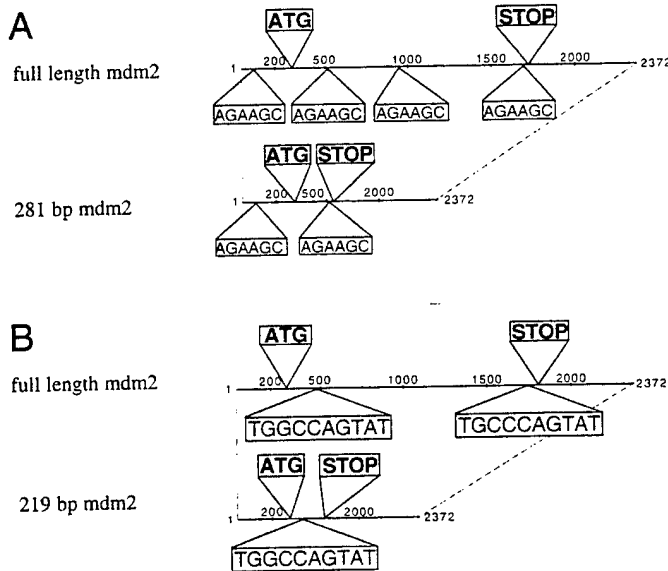 A
ATG STOP
full length mdm2
1 200 500 1000 1500 2000 2372
AGAAGC AGAAGC AGAAGC AGAAGC
ATG STOP
281 bp mdm2
1 200 500 2000 2372
AGAAGC AGAAGC
B
ATG STOP
full length mdm2
1 200 500 1000 1500 2000 2372
TGGCCAGTAT TGCCCAGTAT
ATG STOP
219 bp mdm2
1 200 2000 2372
TGGCCAGTAT